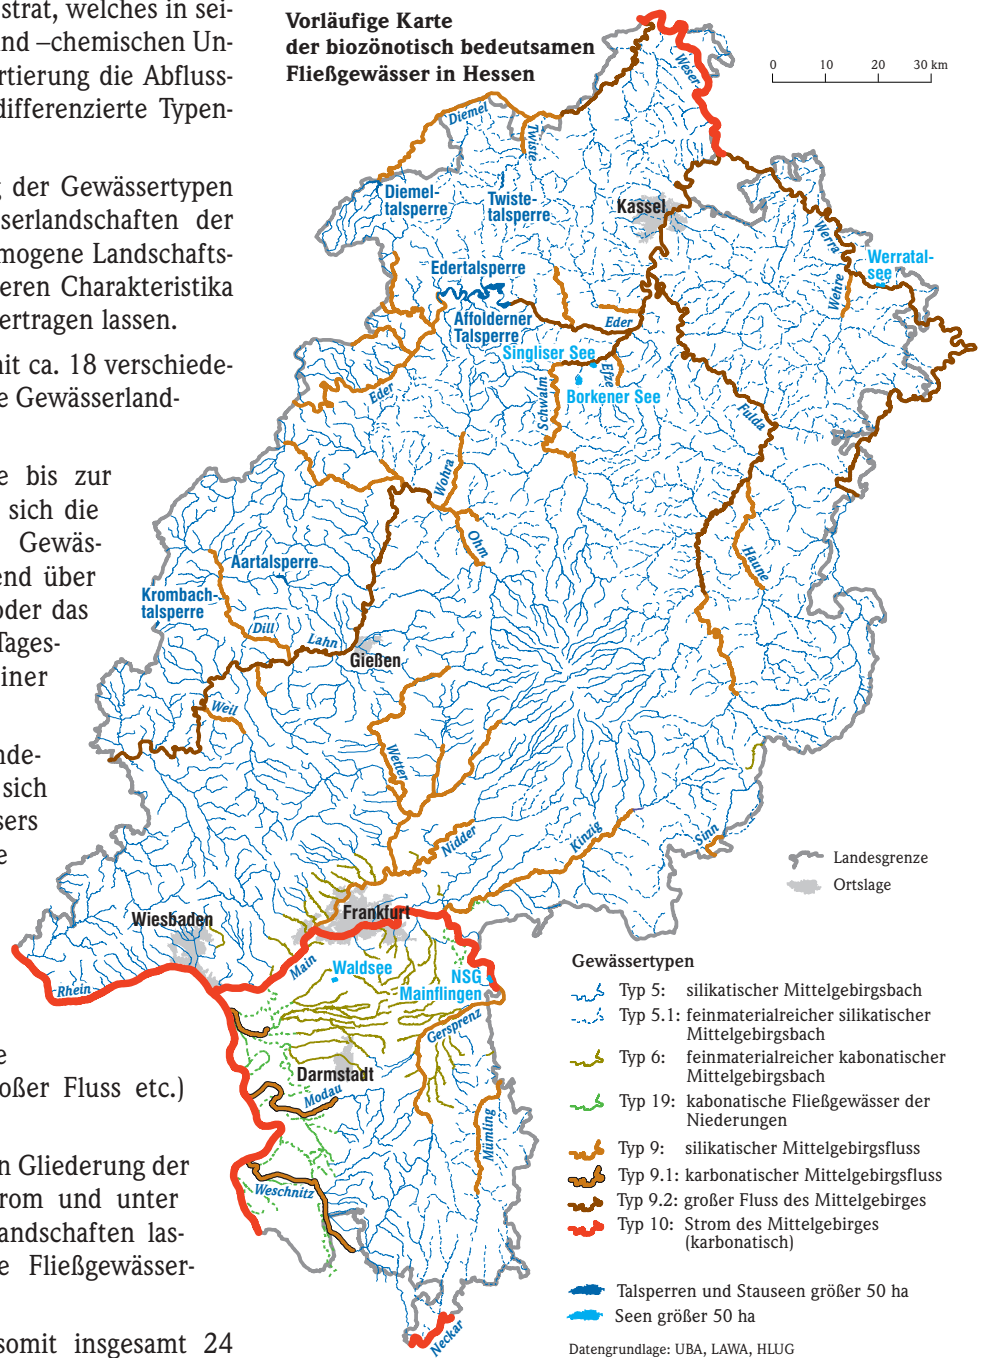 strat, welches in sei-
nd –chemischen Un-
rtierung die Abfluss-
differenzierte Typen-
g der Gewässertypen
serlandschaften der
mogene Landschafts-
eren Charakteristika
ertragen lassen.
nit ca. 18 verschiede-
e Gewässerland-
e bis zur
sich die
Gewäs-
end über
oder das
Tages-
einer
nde-
sich
sers
e
e
oßer Fluss etc.)
n Gliederung der
trom und unter
andschaften las-
e Fließgewässer-
somit insgesamt 24
Vorläufige Karte
der biozönotisch bedeutsamen
Fließgewässer in Hessen
0 10 20 30 km
Weser
Diemel
Twiste
Diemel-
talsperre
Twiste-
talsperre
Kassel
Werra
Wehre
Werratal-
see
Edertalsperre
Affolderner
Talsperre
Eder
Singliser See
Efze
Borkener See
Schwalm
Eder
Fulda
Wohra
Ohm
Haune
Aartalsperre
Krombach-
talsperre
Dill
Lahn
Gießen
Weil
Wetter
Nidder
Kinzig
Sinn
Landesgrenze
Ortslage
Wiesbaden
Frankfurt
Rhein
Main
Waldsee
NSG
Mainflingen
Gersprenz
Darmstadt
Modau
Mümling
Weschnitz
Neckar
Gewässertypen
Typ 5: silikatischer Mittelgebirgsbach
Typ 5.1: feinmaterialreicher silikatischer
Mittelgebirgsbach
Typ 6: feinmaterialreicher kabonatischer
Mittelgebirgsbach
Typ 19: kabonatische Fließgewässer der
Niederungen
Typ 9: silikatischer Mittelgebirgsfluss
Typ 9.1: karbonatischer Mittelgebirgsfluss
Typ 9.2: großer Fluss des Mittelgebirges
Typ 10: Strom des Mittelgebirges
(karbonatisch)
Talsperren und Stauseen größer 50 ha
Seen größer 50 ha
Datengrundlage: UBA, LAWA, HLUG